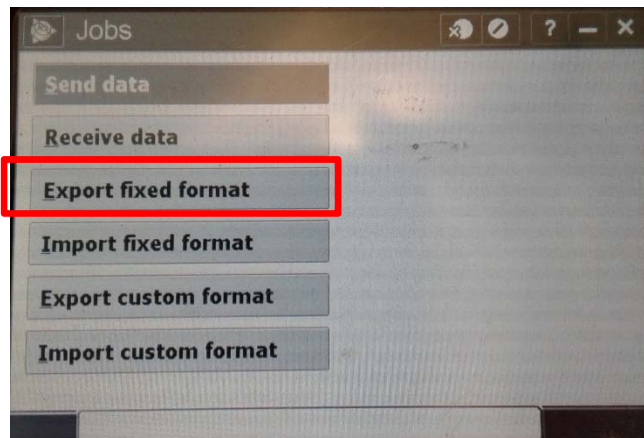 Jobs
?
Send data
Receive data
Export fixed format
Import fixed format
Export custom format
Import custom format